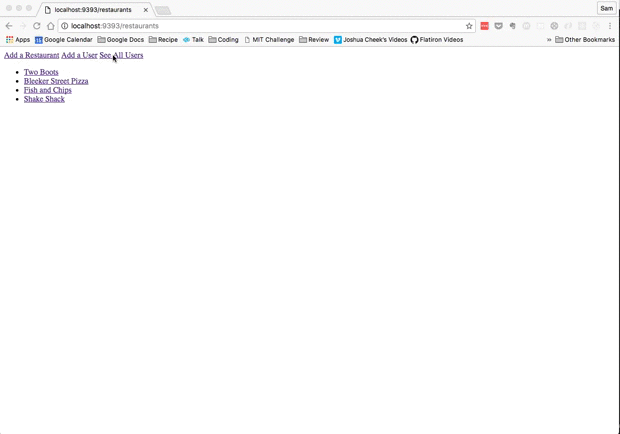 localhost:9393/restaurants
Sam
localhost:9393/restaurants
Apps Google Calendar Google Docs Recipe Talk Coding MIT Challenge Review Joshua Cheek's Videos Flatiron Videos » Other Bookmarks
Add a Restaurant Add a User See All Users
• Two Boots
• Bleeker Street Pizza
• Fish and Chips
• Shake Shack